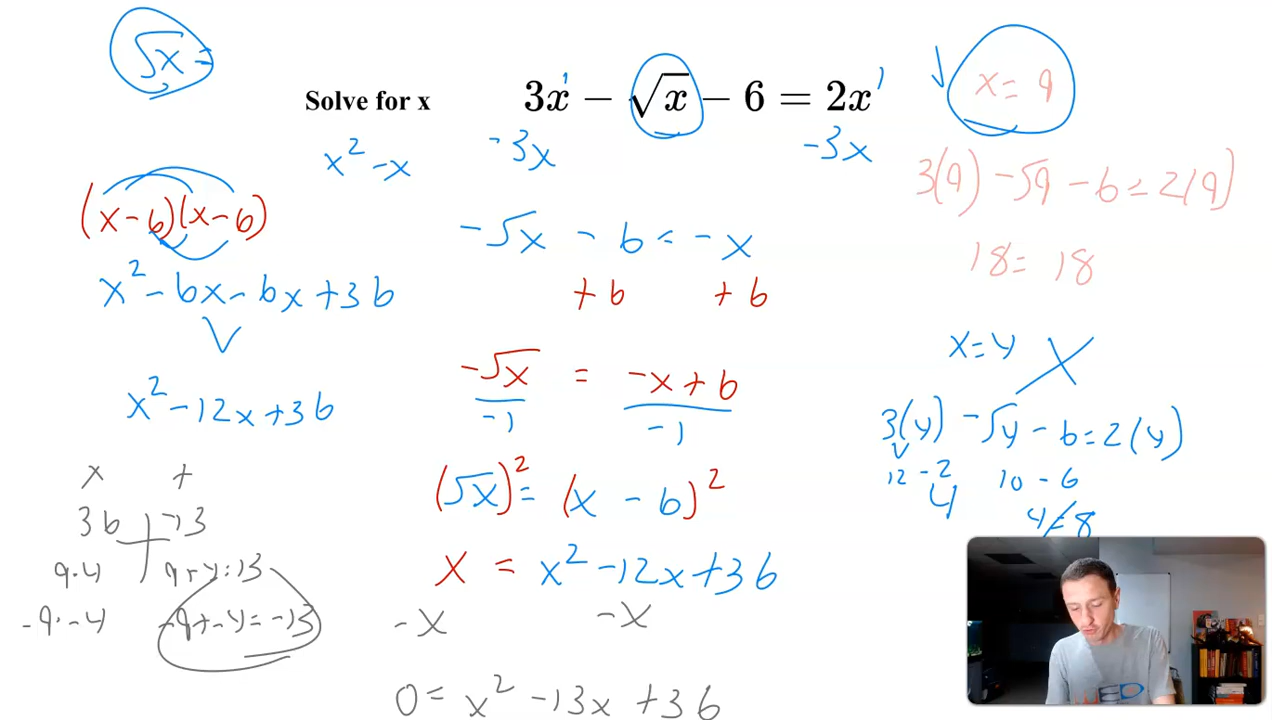 √x =
Solve for x 3x¹ − √x − 6 = 2x¹
x = 9
x² - x
-3x -3x
3(9) - √9 - 6 = 2(9)
(x - 6)(x - 6)
-√x - 6 = -x
18 = 18
x² - 6x - 6x + 36
+6 +6
x = 4 X
-√x = -x + 6
-1 -1
x² - 12x + 36
3(4) - √4 - 6 = 2(4)
12 - 2 10 - 6
4 4 ≠ 8
x +
36 -13
(√x)² = (x - 6)²
9·4 9+4=13
x = x² - 12x + 36
-9·-4 -9+-4=-13
-x -x
0 = x² - 13x + 36